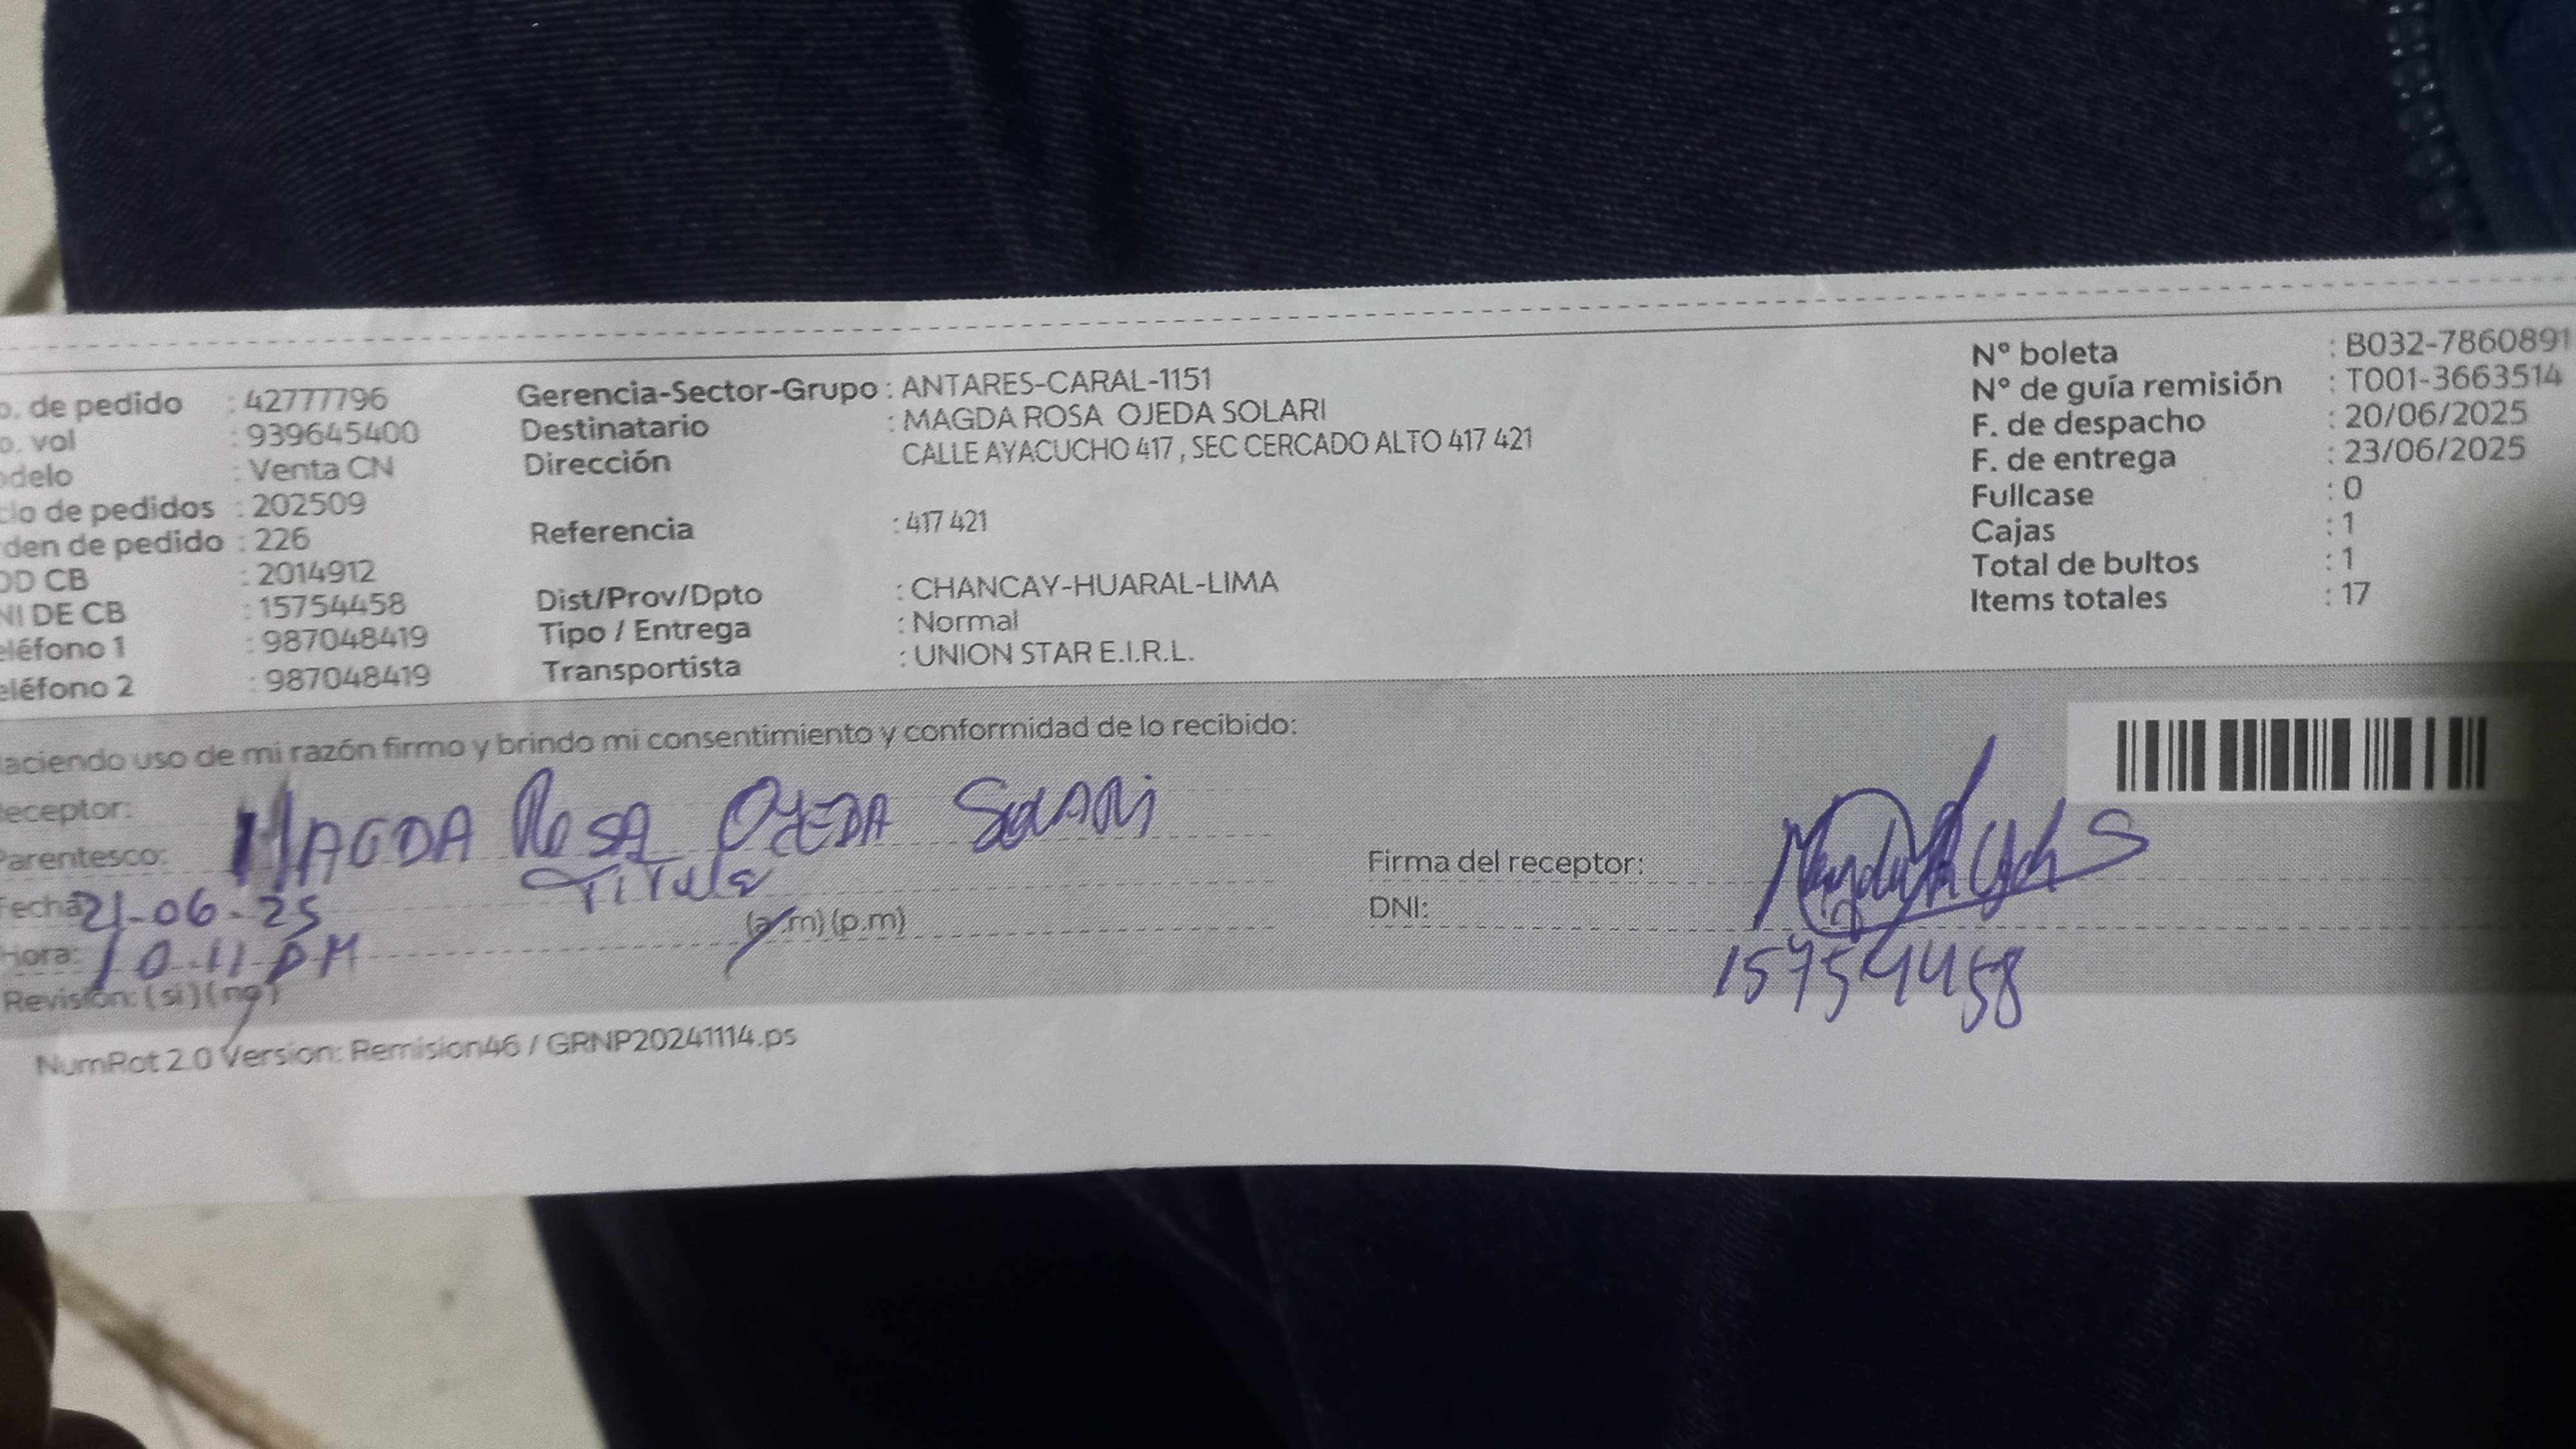 o. de pedido : 42777796
o. vol : 939645400
odelo : Venta CN
clo de pedidos : 202509
rden de pedido : 226
OD CB : 2014912
NI DE CB : 15754458
eléfono 1 : 987048419
eléfono 2 : 987048419
Gerencia-Sector-Grupo : ANTARES-CARAL-1151
Destinatario : MAGDA ROSA OJEDA SOLARI
Dirección CALLE AYACUCHO 417 , SEC CERCADO ALTO 417 421
Referencia : 417 421
Dist/Prov/Dpto : CHANCAY-HUARAL-LIMA
Tipo / Entrega : Normal
Transportista : UNION STAR E.I.R.L.
Nº boleta : B032-7860891
Nº de guía remisión : T001-3663514
F. de despacho : 20/06/2025
F. de entrega : 23/06/2025
Fullcase : 0
Cajas : 1
Total de bultos : 1
Items totales : 17
aciendo uso de mi razón firmo y brindo mi consentimiento y conformidad de lo recibido:
Receptor: MAGDA ROSA OJEDA SOLARI
Parentesco: Titular
Fecha 21-06-25
Hora: 10-11 PM (a.m) (p.m)
Revisión: ( si ) ( no )
Firma del receptor:
DNI: 15754458
NumRot 2.0 Version: Remision46 / GRNP20241114.ps